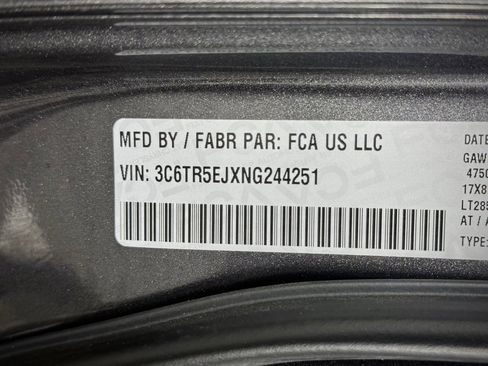 MFD BY / FABR PAR: FCA US LLC
VIN: 3C6TR5EJXNG244251
DATE
GAW
4750
17X8
LT285
AT / A
TYPE: